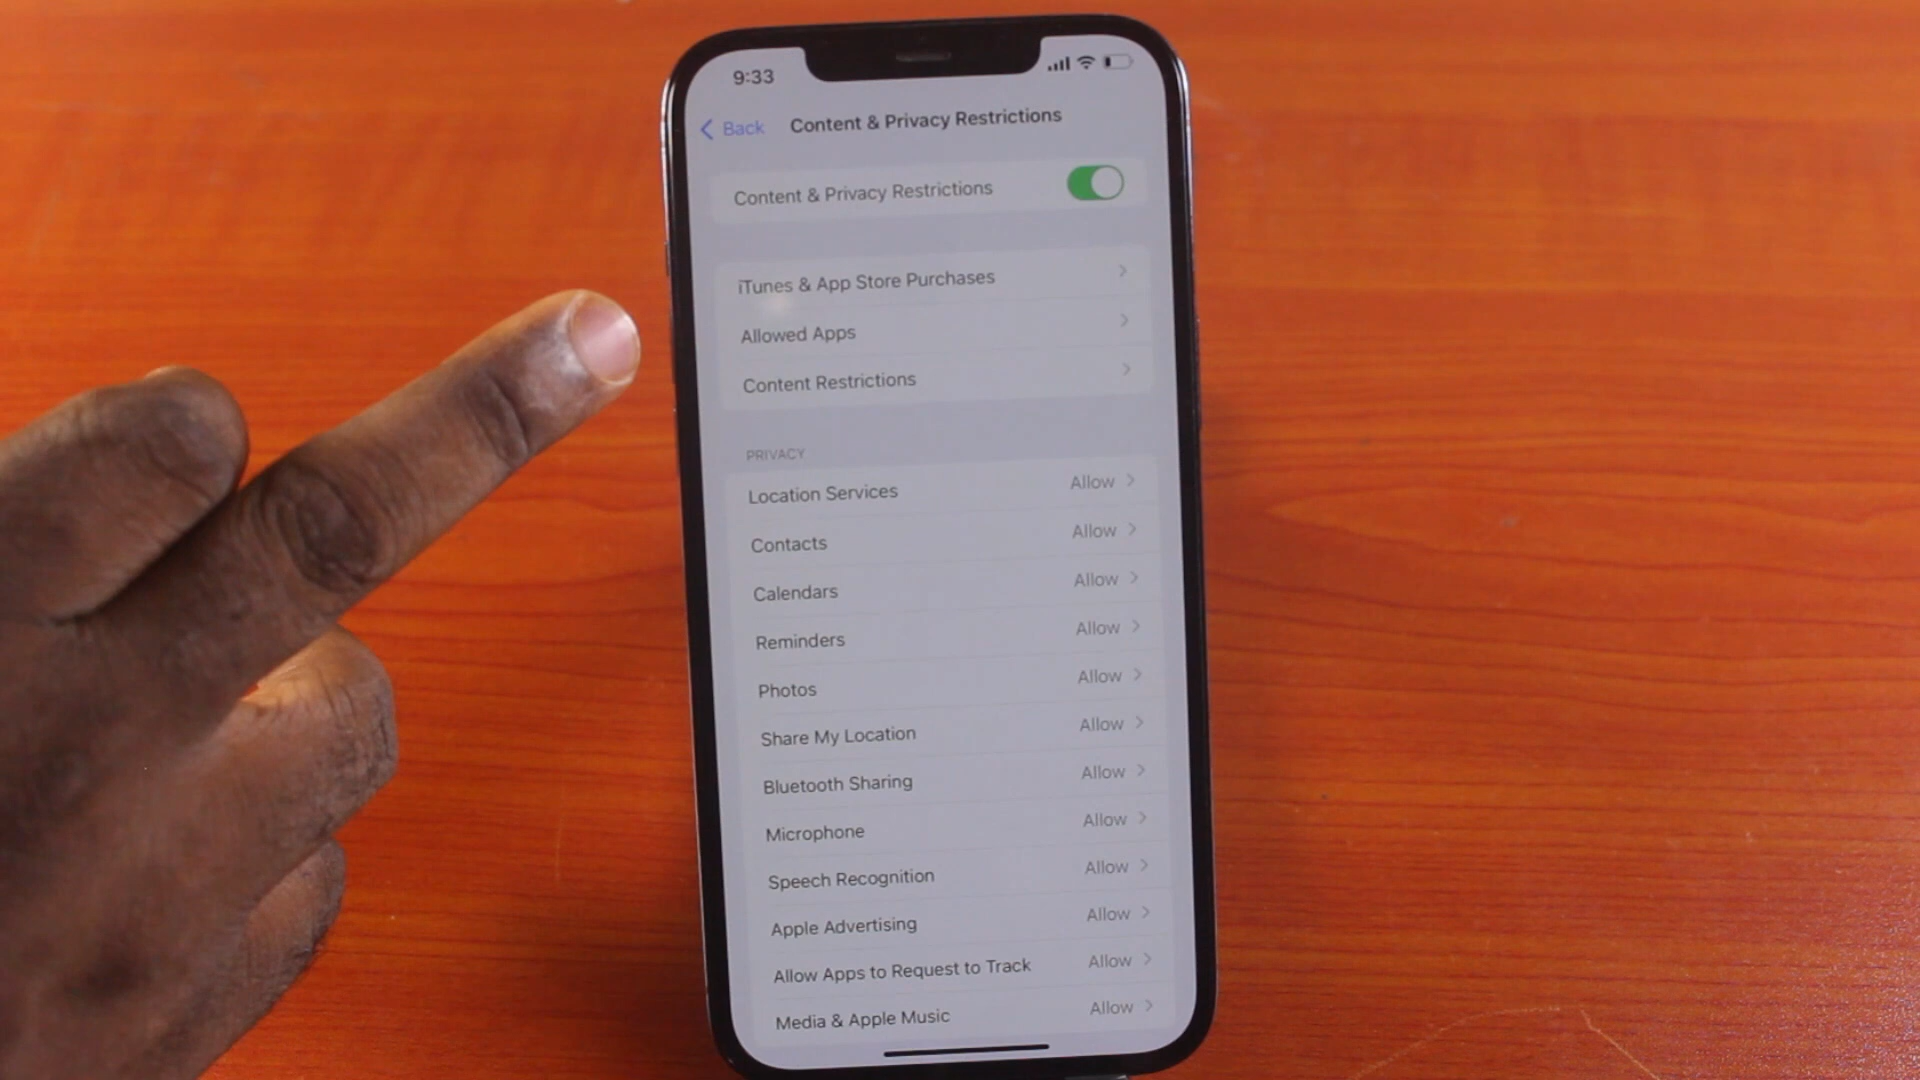 9:33
Back Content & Privacy Restrictions
Content & Privacy Restrictions
iTunes & App Store Purchases
Allowed Apps
Content Restrictions
PRIVACY
Location Services Allow
Contacts Allow
Calendars Allow
Reminders Allow
Photos Allow
Share My Location Allow
Bluetooth Sharing Allow
Microphone Allow
Speech Recognition Allow
Apple Advertising Allow
Allow Apps to Request to Track Allow
Media & Apple Music Allow